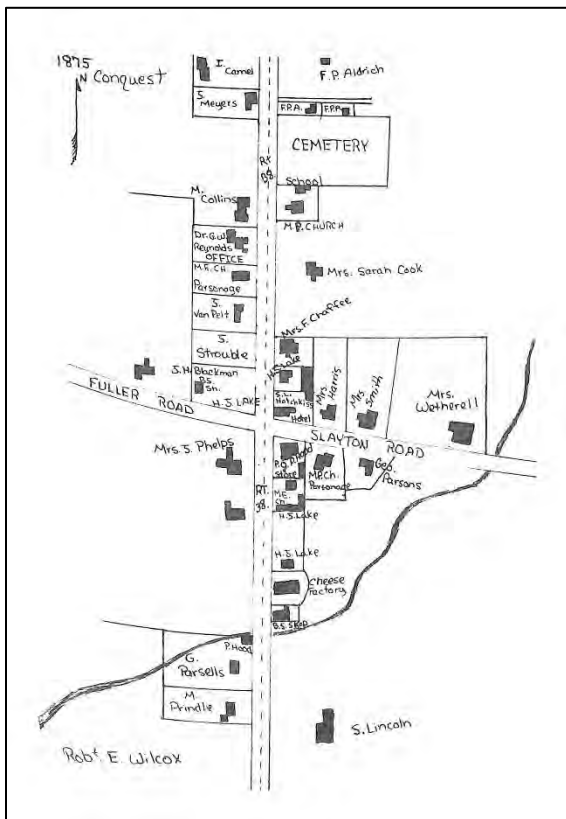 1875
N
Conquest
I.
Camel
F.P. Aldrich
S.
Meyers
F.P.A.
CEMETERY
RT
38.
School
M.
Collins
M.P. CHURCH
Dr. G.W.
Reynolds
OFFICE
M.E. CH.
Parsonage
Mrs. Sarah Cook
S.
Van Pelt
Mrs. F. Chaffee
S.
Strouble
H.S. Lake
S.H. Blackman
B.S.
Sh.
H.S. LAKE
S.L.
Hotchkiss
Hotel
Mrs. Harris
Mrs. Smith
Mrs.
Wetherell
FULLER ROAD
SLAYTON ROAD
Mrs. S. Phelps
P.O.
Store
M.P. Ch.
Parsonage
Geo.
Parsons
RT.
38.
M.E.
Ch.
H.S. Lake
H.S. Lake
Cheese
Factory
B.S. Shop
P. Hood
G.
Parsells
M.
Prindle
S. Lincoln
Robt. E. Wilcox